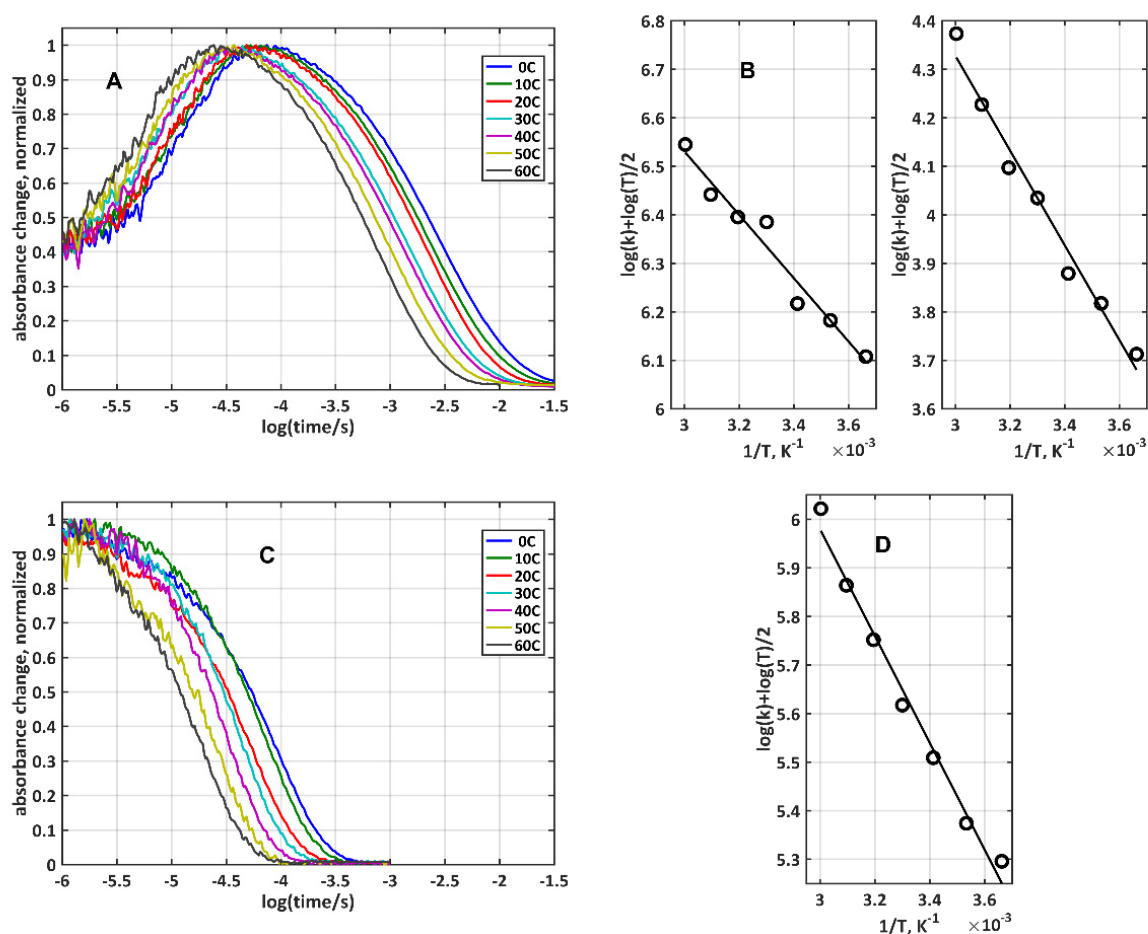 A
0C
10C
20C
30C
40C
50C
60C
absorbance change, normalized
1
0.9
0.8
0.7
0.6
0.5
0.4
0.3
0.2
0.1
0
-6 -5.5 -5 -4.5 -4 -3.5 -3 -2.5 -2 -1.5
log(time/s)
B
log(k)+log(T)/2
6.8
6.7
6.6
6.5
6.4
6.3
6.2
6.1
6
3 3.2 3.4 3.6
1/T, K⁻¹ ×10⁻³
log(k)+log(T)/2
4.4
4.3
4.2
4.1
4
3.9
3.8
3.7
3.6
3 3.2 3.4 3.6
1/T, K⁻¹ ×10⁻³
C
0C
10C
20C
30C
40C
50C
60C
absorbance change, normalized
1
0.9
0.8
0.7
0.6
0.5
0.4
0.3
0.2
0.1
0
-6 -5.5 -5 -4.5 -4 -3.5 -3 -2.5 -2 -1.5
log(time/s)
D
log(k)+log(T)/2
6
5.9
5.8
5.7
5.6
5.5
5.4
5.3
3 3.2 3.4 3.6
1/T, K⁻¹ ×10⁻³